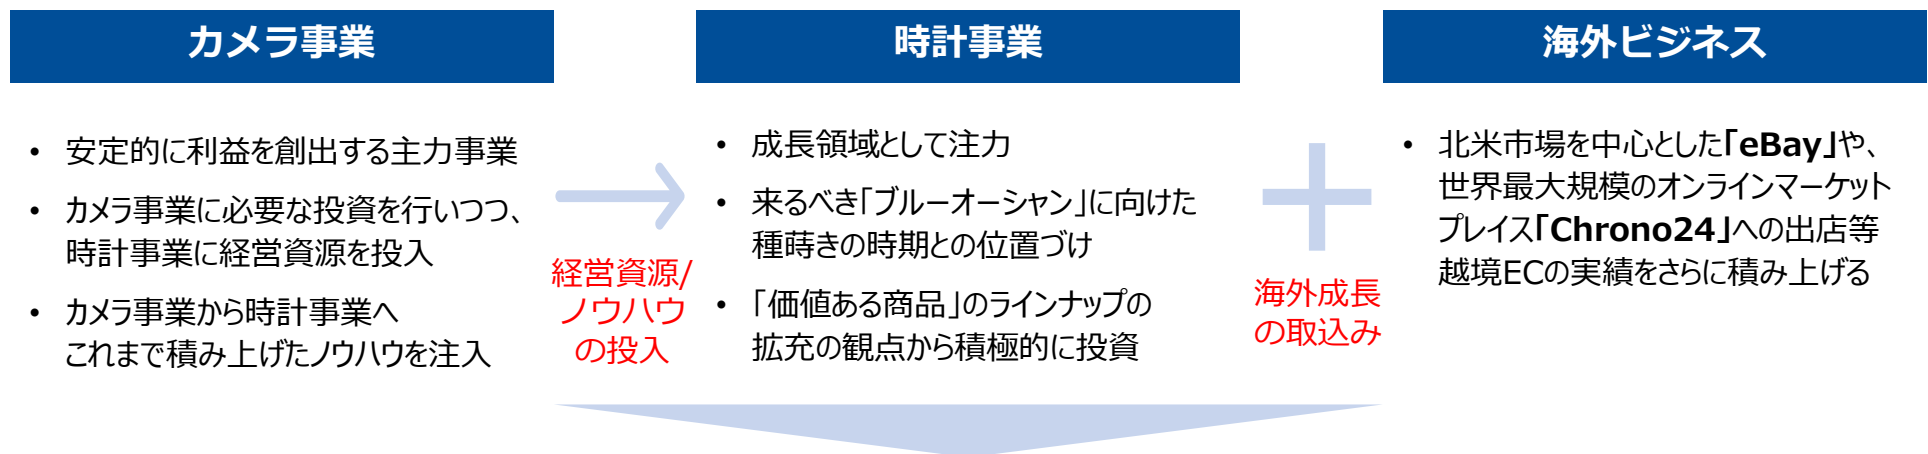 カメラ事業
• 安定的に利益を創出する主力事業
• カメラ事業に必要な投資を行いつつ、
時計事業に経営資源を投入
• カメラ事業から時計事業へ
これまで積み上げたノウハウを注入
経営資源/
ノウハウ
の投入
時計事業
• 成長領域として注力
• 来るべき「ブルーオーシャン」に向けた
種蒔きの時期との位置づけ
• 「価値ある商品」のラインナップの
拡充の観点から積極的に投資
海外成長
の取込み
海外ビジネス
• 北米市場を中心とした「eBay」や、
世界最大規模のオンラインマーケット
プレイス「Chrono24」への出店等
越境ECの実績をさらに積み上げる